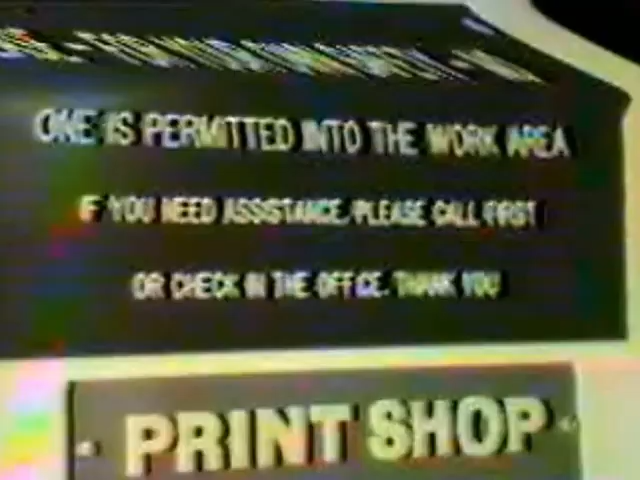 ONE IS PERMITTED INTO THE WORK AREA
IF YOU NEED ASSISTANCE, PLEASE CALL FIRST
OR CHECK IN THE OFFICE. THANK YOU
PRINT SHOP